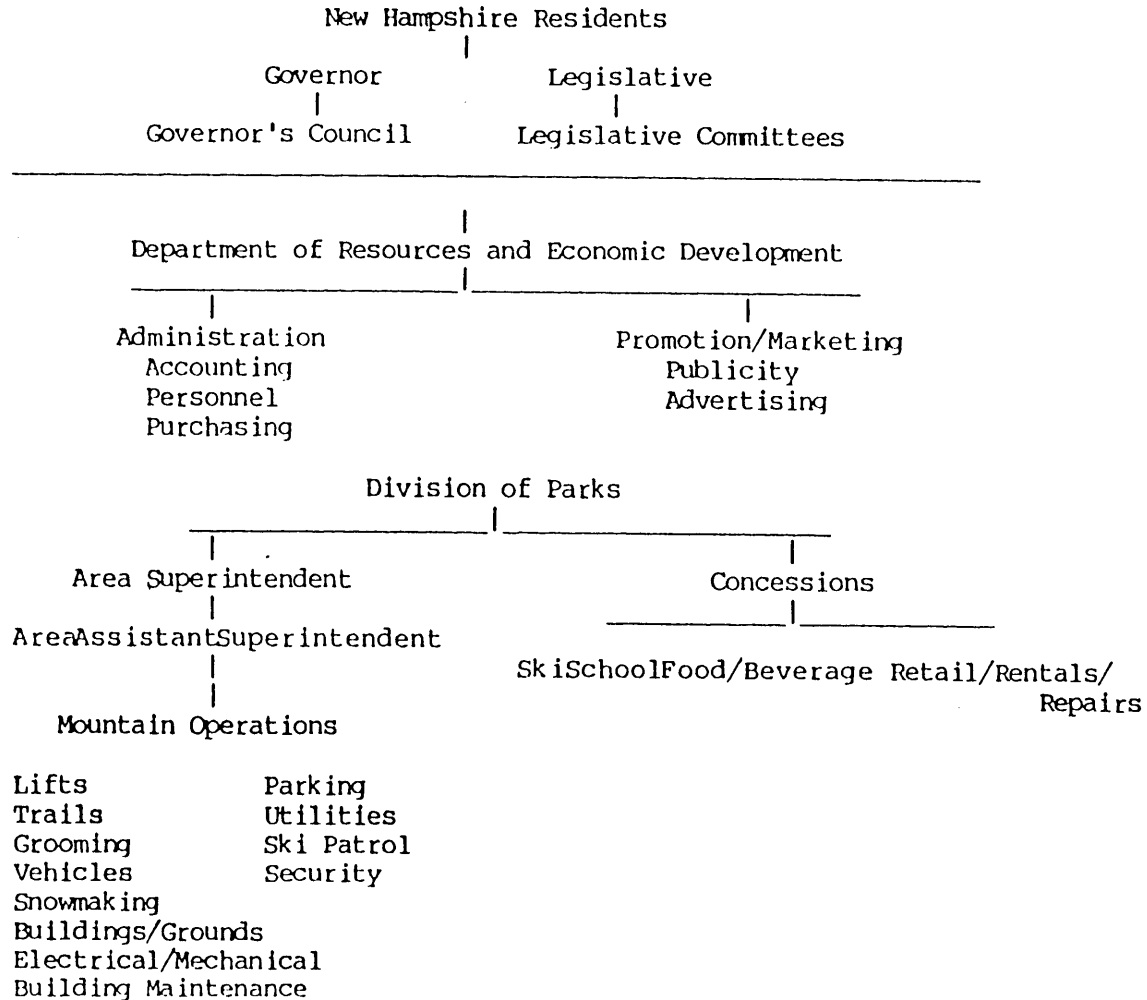 New Hampshire Residents
Governor Legislative
Governor's Council Legislative Committees
Department of Resources and Economic Development
Administration Promotion/Marketing
Accounting Publicity
Personnel Advertising
Purchasing
Division of Parks
Area Superintendent Concessions
AreaAssistantSuperintendent
SkiSchoolFood/Beverage Retail/Rentals/
Repairs
Mountain Operations
Lifts Parking
Trails Utilities
Grooming Ski Patrol
Vehicles Security
Snowmaking
Buildings/Grounds
Electrical/Mechanical
Building Maintenance